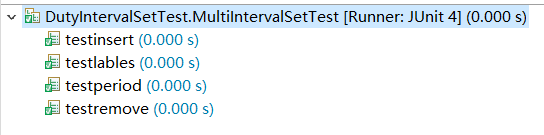 DutyIntervalSetTest.MultiIntervalSetTest [Runner: JUnit 4] (0.000 s)
testinsert (0.000 s)
testlables (0.000 s)
testperiod (0.000 s)
testremove (0.000 s)